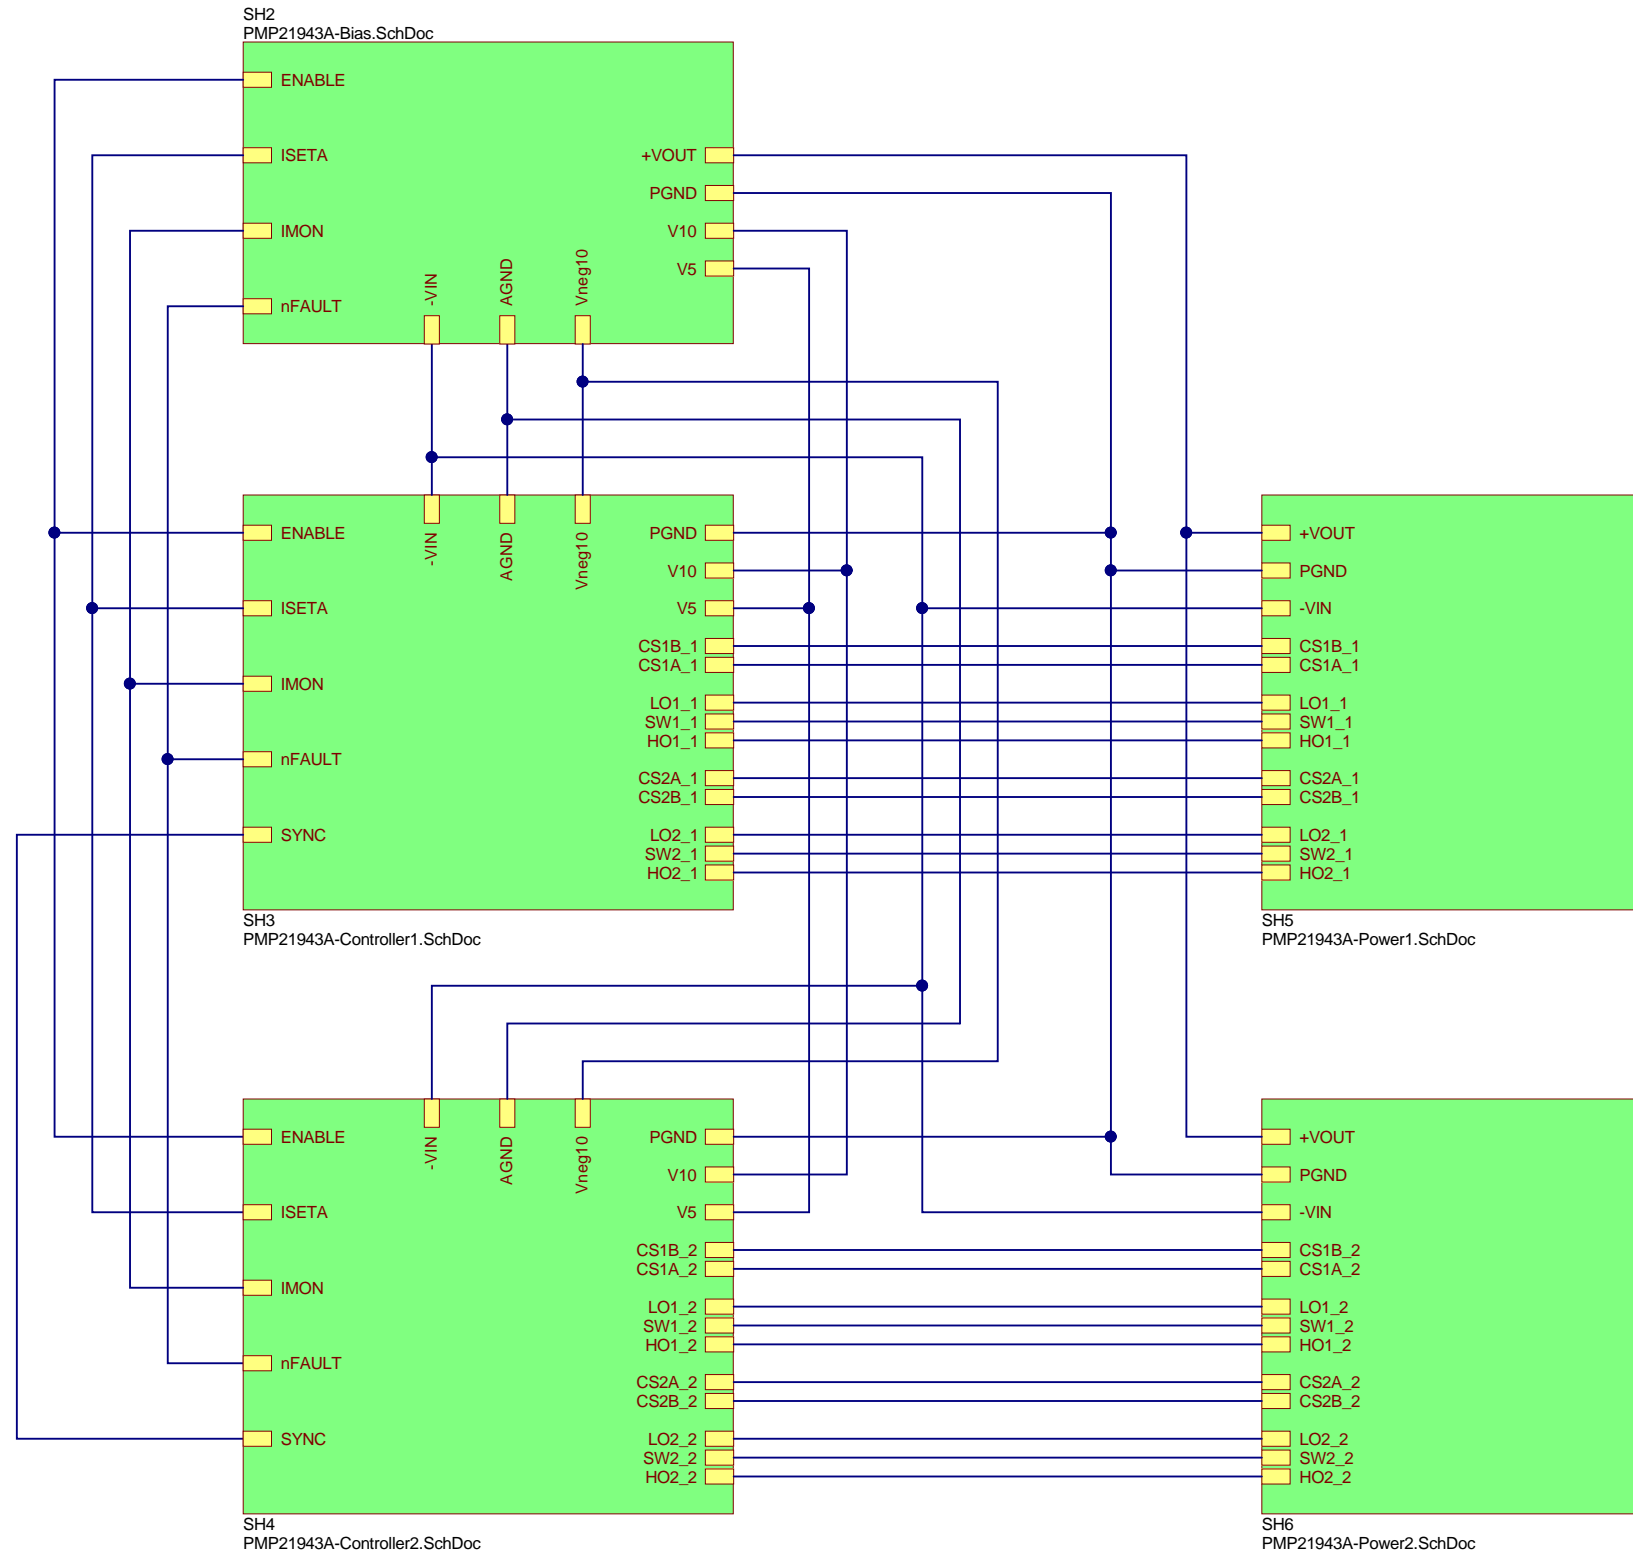 SH2
PMP21943A-Bias.SchDoc
ENABLE
ISETA
IMON
nFAULT
-VIN
AGND
Vneg10
+VOUT
PGND
V10
V5
ENABLE
ISETA
IMON
nFAULT
SYNC
-VIN
AGND
Vneg10
PGND
V10
V5
CS1B_1
CS1A_1
LO1_1
SW1_1
HO1_1
CS2A_1
CS2B_1
LO2_1
SW2_1
HO2_1
SH3
PMP21943A-Controller1.SchDoc
+VOUT
PGND
-VIN
CS1B_1
CS1A_1
LO1_1
SW1_1
HO1_1
CS2A_1
CS2B_1
LO2_1
SW2_1
HO2_1
SH5
PMP21943A-Power1.SchDoc
ENABLE
ISETA
IMON
nFAULT
SYNC
-VIN
AGND
Vneg10
PGND
V10
V5
CS1B_2
CS1A_2
LO1_2
SW1_2
HO1_2
CS2A_2
CS2B_2
LO2_2
SW2_2
HO2_2
SH4
PMP21943A-Controller2.SchDoc
+VOUT
PGND
-VIN
CS1B_2
CS1A_2
LO1_2
SW1_2
HO1_2
CS2A_2
CS2B_2
LO2_2
SW2_2
HO2_2
SH6
PMP21943A-Power2.SchDoc